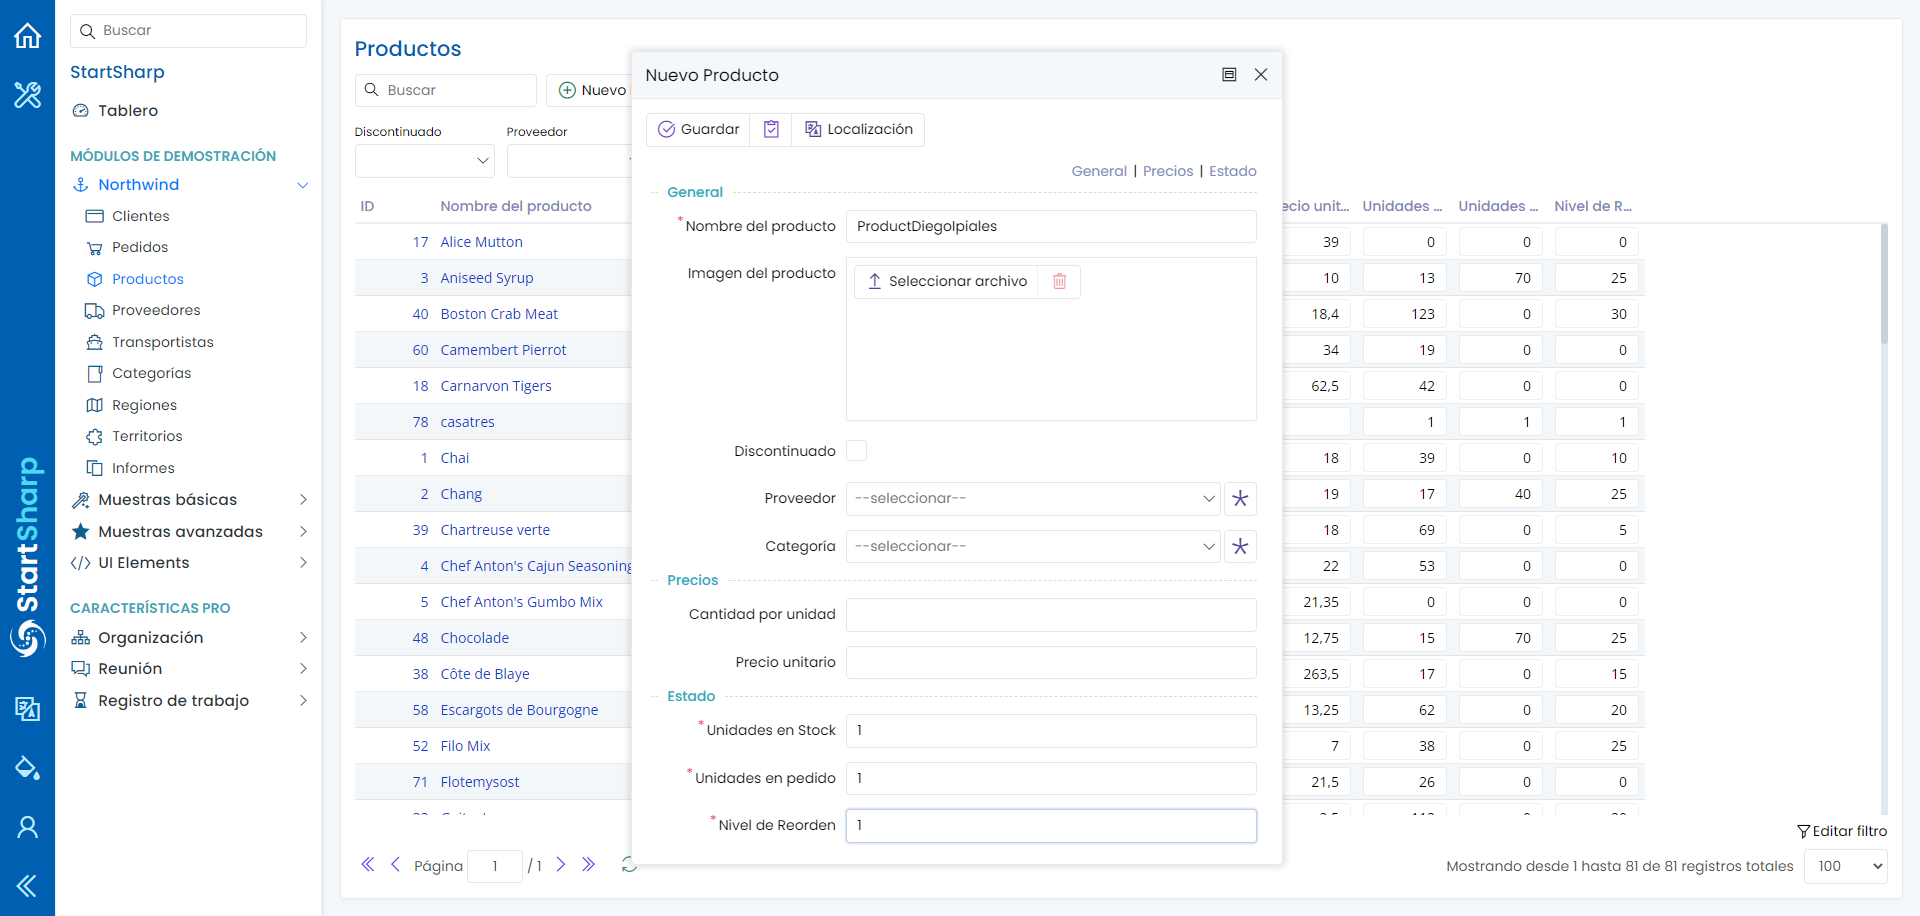 Buscar
StartSharp
Tablero
MÓDULOS DE DEMOSTRACIÓN
Northwind
Clientes
Pedidos
Productos
Proveedores
Transportistas
Categorías
Regiones
Territorios
Informes
Muestras básicas
Muestras avanzadas
</> UI Elements
CARACTERÍSTICAS PRO
Organización
Reunión
Registro de trabajo
StartSharp
Productos
Buscar
Nuevo
Discontinuado
Proveedor
ID Nombre del producto
17 Alice Mutton
3 Aniseed Syrup
40 Boston Crab Meat
60 Camembert Pierrot
18 Carnarvon Tigers
78 casatres
1 Chai
2 Chang
39 Chartreuse verte
4 Chef Anton's Cajun Seasoning
5 Chef Anton's Gumbo Mix
48 Chocolade
38 Côte de Blaye
58 Escargots de Bourgogne
52 Filo Mix
71 Flotemysost
Página 1 / 1
Nuevo Producto
Guardar
Localización
General | Precios | Estado
General
*Nombre del producto ProductDiegoIpiales
Imagen del producto Seleccionar archivo
Discontinuado
Proveedor --seleccionar--
Categoría --seleccionar--
Precios
Cantidad por unidad
Precio unitario
Estado
*Unidades en Stock 1
*Unidades en pedido 1
*Nivel de Reorden 1
ecio unit... Unidades ... Unidades ... Nivel de R...
39 0 0 0
10 13 70 25
18,4 123 0 30
34 19 0 0
62,5 42 0 0
1 1 1
18 39 0 10
19 17 40 25
18 69 0 5
22 53 0 0
21,35 0 0 0
12,75 15 70 25
263,5 17 0 15
13,25 62 0 20
7 38 0 25
21,5 26 0 0
Editar filtro
Mostrando desde 1 hasta 81 de 81 registros totales 100